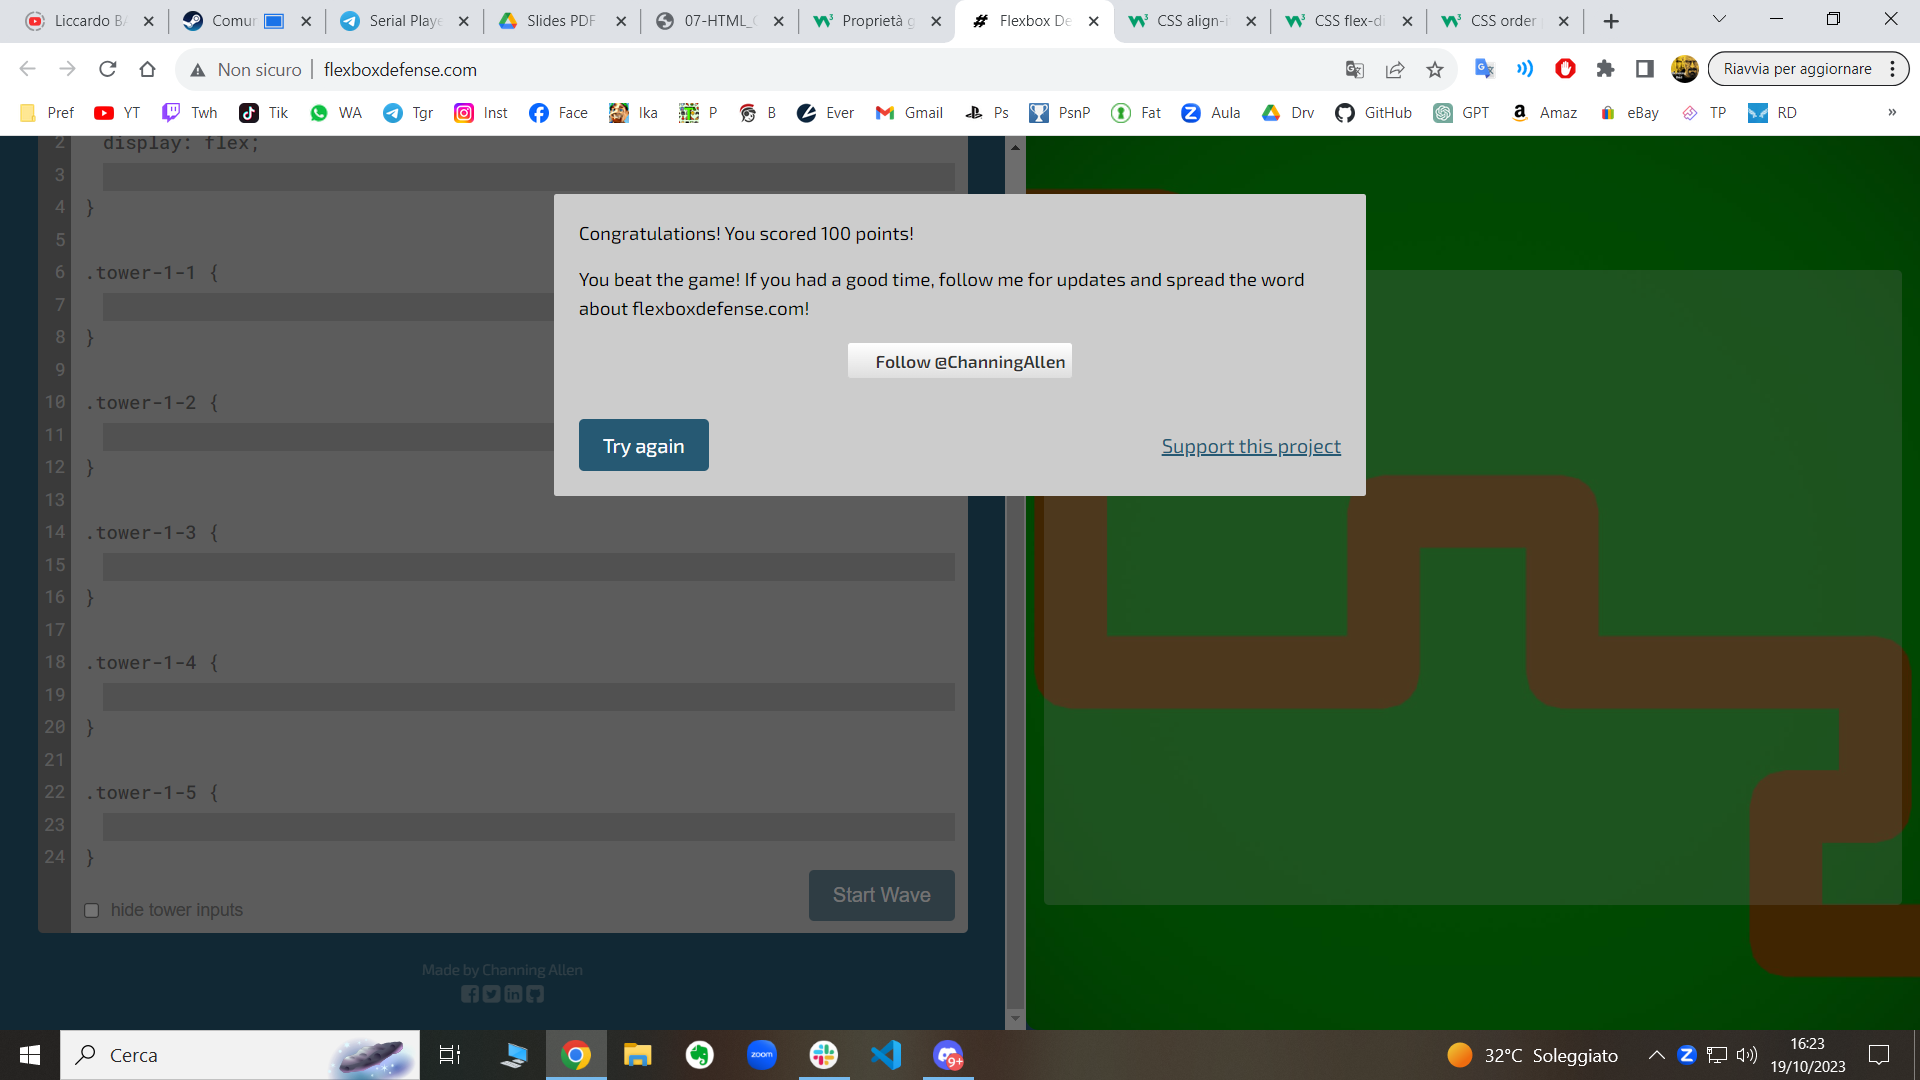 Liccardo BA
Comun
Serial Playe
Slides PDF
07-HTML_C
Proprietà g
Flexbox De
CSS align-i
CSS flex-di
CSS order
Non sicuro
flexboxdefense.com
Riavvia per aggiornare
Pref
YT
Twh
Tik
WA
Tgr
Inst
Face
Ika
P
B
Ever
Gmail
Ps
PsnP
Fat
Aula
Drv
GitHub
GPT
Amaz
eBay
TP
RD
»
2 display: flex;
3
4 }
5
6 .tower-1-1 {
7
8 }
9
10 .tower-1-2 {
11
12 }
13
14 .tower-1-3 {
15
16 }
17
18 .tower-1-4 {
19
20 }
21
22 .tower-1-5 {
23
24 }
hide tower inputs
Start Wave
Made by Channing Allen
Congratulations! You scored 100 points!
You beat the game! If you had a good time, follow me for updates and spread the word
about flexboxdefense.com!
Follow @ChanningAllen
Try again
Support this project
Cerca
zoom
9+
32°C Soleggiato
16:23
19/10/2023